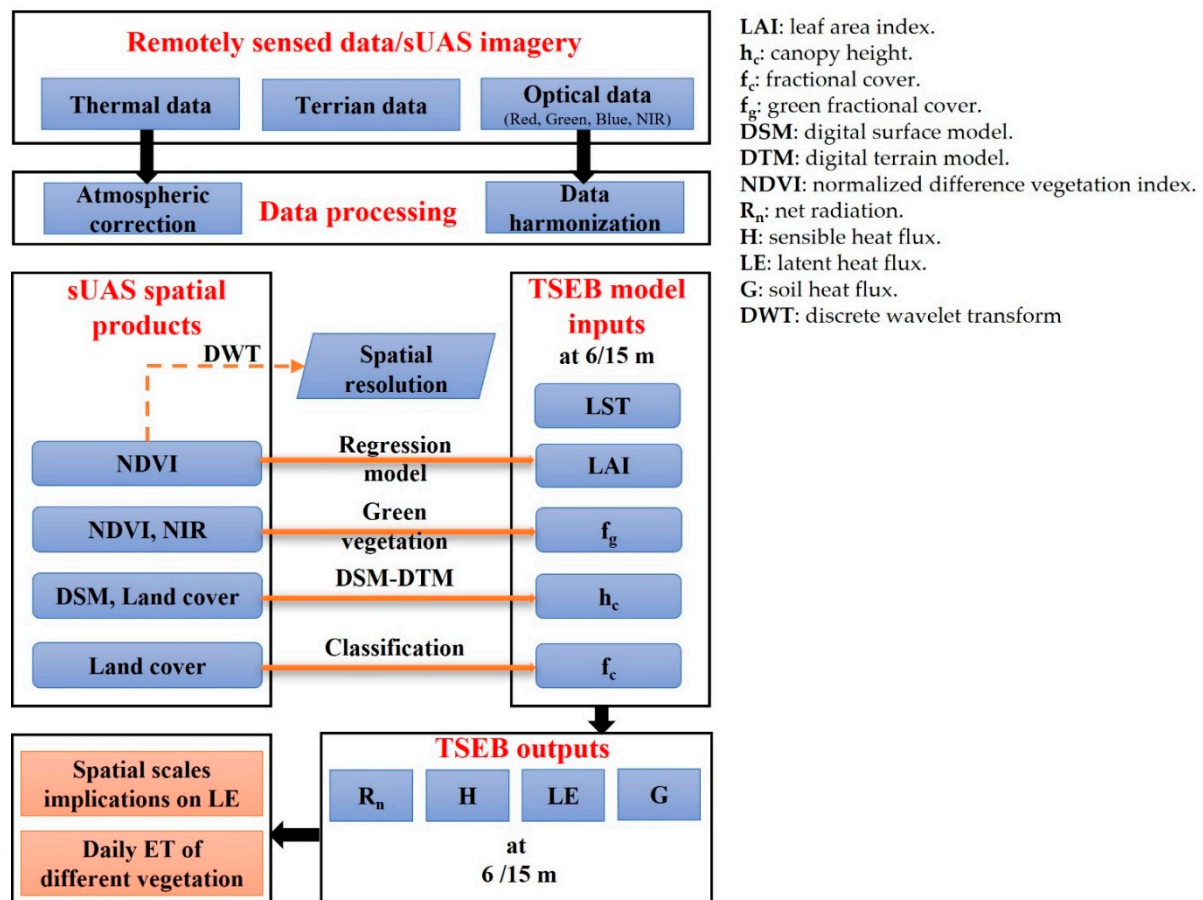 Remotely sensed data/sUAS imagery
Thermal data
Terrian data
Optical data
(Red, Green, Blue, NIR)
Atmospheric
correction
Data processing
Data
harmonization
sUAS spatial
products
DWT
Spatial
resolution
TSEB model
inputs
at 6/15 m
LST
NDVI
Regression
model
LAI
NDVI, NIR
Green
vegetation
fg
DSM, Land cover
DSM-DTM
hc
Land cover
Classification
fc
TSEB outputs
Rn
H
LE
G
at
6 /15 m
Spatial scales
implications on LE
Daily ET of
different vegetation
LAI: leaf area index.
hc: canopy height.
fc: fractional cover.
fg: green fractional cover.
DSM: digital surface model.
DTM: digital terrain model.
NDVI: normalized difference vegetation index.
Rn: net radiation.
H: sensible heat flux.
LE: latent heat flux.
G: soil heat flux.
DWT: discrete wavelet transform